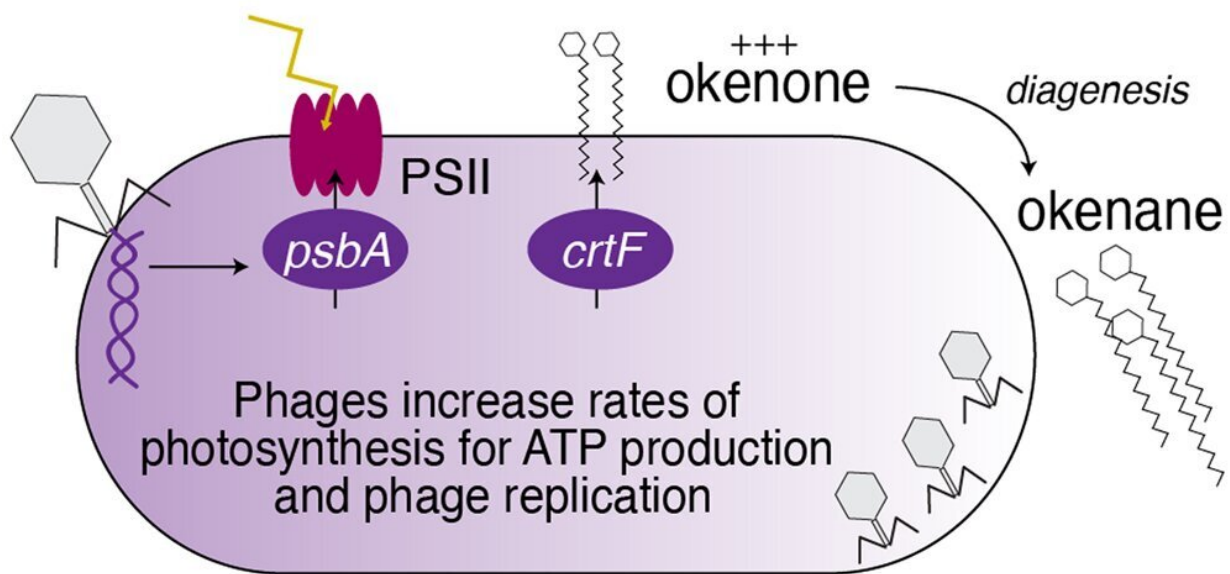 +++
okenone
diagenesis
okenane
PSII
psbA
crtF
Phages increase rates of
photosynthesis for ATP production
and phage replication